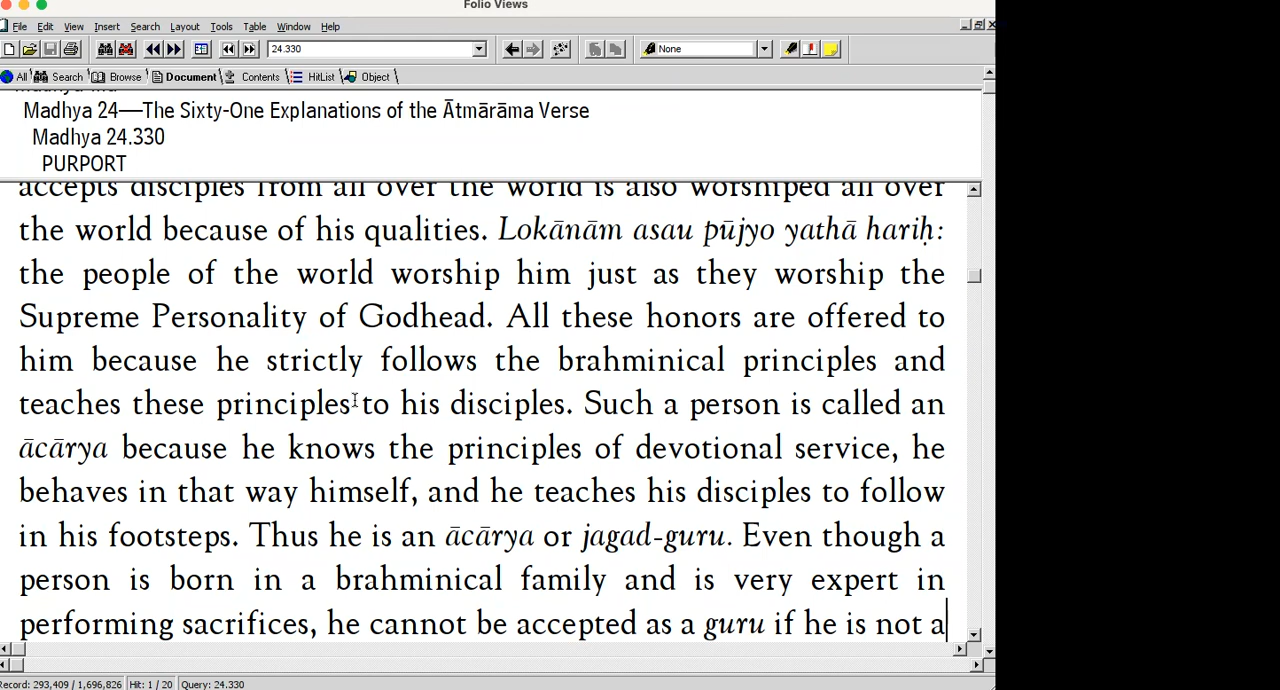 Folio Views
File Edit View Insert Search Layout Tools Table Window Help
24.330 None
All Search Browse Document Contents HitList Object
Madhya 24—The Sixty-One Explanations of the Ātmārāma Verse
Madhya 24.330
PURPORT
accepts disciples from all over the world is also worshiped all over
the world because of his qualities. Lokānām asau pūjyo yathā hariḥ:
the people of the world worship him just as they worship the
Supreme Personality of Godhead. All these honors are offered to
him because he strictly follows the brahminical principles and
teaches these principles to his disciples. Such a person is called an
ācārya because he knows the principles of devotional service, he
behaves in that way himself, and he teaches his disciples to follow
in his footsteps. Thus he is an ācārya or jagad-guru. Even though a
person is born in a brahminical family and is very expert in
performing sacrifices, he cannot be accepted as a guru if he is not a
Record: 293,409 / 1,696,826 Hit: 1 / 20 Query: 24.330